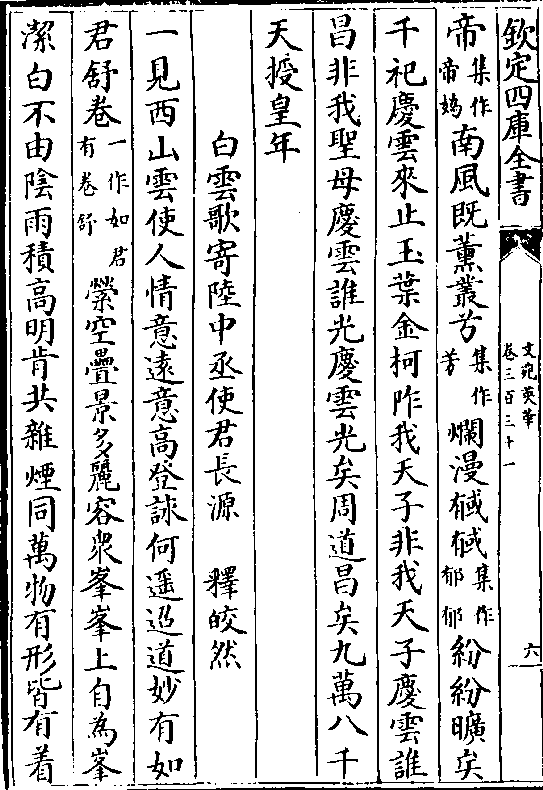 欽定四庫全書
文苑英華
卷三百三十一
六
帝集作帝媯南風既薫叢芳集作芳爛漫㦽㦽集作郁郁紛紛曠矣
千祀慶雲來止玉葉金柯阼我天子非我天子慶雲誰
昌非我聖母慶雲誰光慶雲光矣周道昌矣九萬八千
天授皇年
白雲歌寄陸中丞使君長源　釋皎然
一見西山雲使人情意遠意高登詠何遥迢道妙有如
君舒卷一作如君有卷舒縈空疊景多麗容衆峯峯上自為峯
潔白不由隂雨積高明肯共雜煙同萬物有形皆有着